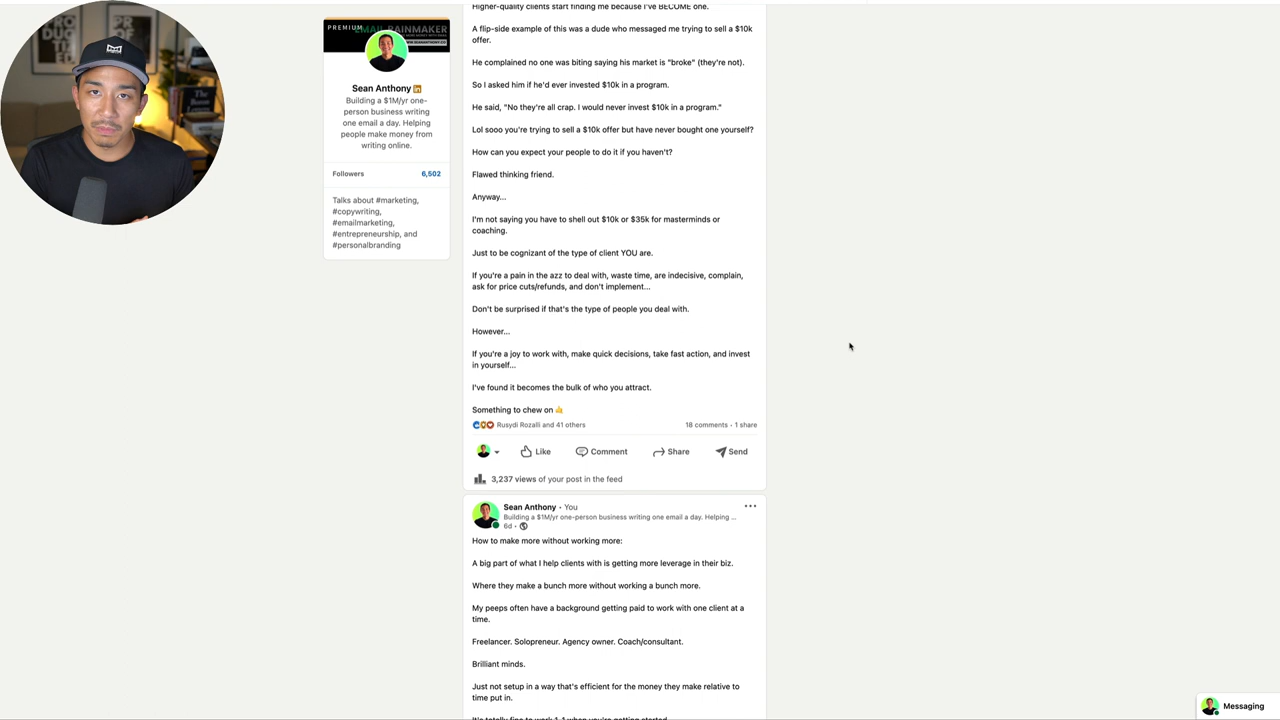 PREMIUM
EMAIL RAINMAKER
Sean Anthony
Building a $1M/yr one-
person business writing
one email a day. Helping
people make money from
writing online.
Followers 6,502
Talks about #marketing,
#copywriting,
#emailmarketing,
#entrepreneurship, and
#personalbranding
Higher-quality clients start finding me because I've BECOME one.
A flip-side example of this was a dude who messaged me trying to sell a $10k
offer.
He complained no one was biting saying his market is "broke" (they're not).
So I asked him if he'd ever invested $10k in a program.
He said, "No they're all crap. I would never invest $10k in a program."
Lol sooo you're trying to sell a $10k offer but have never bought one yourself?
How can you expect your people to do it if you haven't?
Flawed thinking friend.
Anyway...
I'm not saying you have to shell out $10k or $35k for masterminds or
coaching.
Just to be cognizant of the type of client YOU are.
If you're a pain in the azz to deal with, waste time, are indecisive, complain,
ask for price cuts/refunds, and don't implement...
Don't be surprised if that's the type of people you deal with.
However...
If you're a joy to work with, make quick decisions, take fast action, and invest
in yourself...
I've found it becomes the bulk of who you attract.
Something to chew on 🤙
Rusydi Rozalli and 41 others 18 comments • 1 share
Like Comment Share Send
3,237 views of your post in the feed
Sean Anthony • You
Building a $1M/yr one-person business writing one email a day. Helping ...
6d •
How to make more without working more:
A big part of what I help clients with is getting more leverage in their biz.
Where they make a bunch more without working a bunch more.
My peeps often have a background getting paid to work with one client at a
time.
Freelancer. Solopreneur. Agency owner. Coach/consultant.
Brilliant minds.
Just not setup in a way that's efficient for the money they make relative to
time put in.
It's totally fine to work 1-1 when you're getting started
Messaging